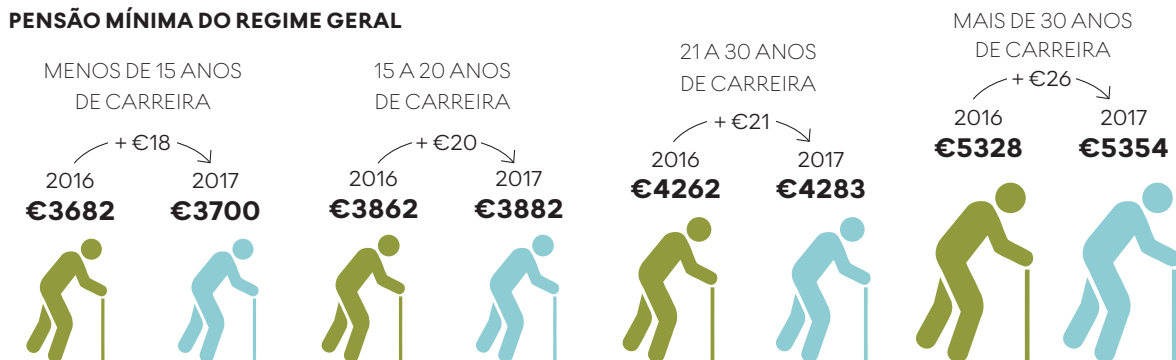 PENSÃO MÍNIMA DO REGIME GERAL
MENOS DE 15 ANOS
DE CARREIRA
+ €18
2016
€3682
2017
€3700
15 A 20 ANOS
DE CARREIRA
+ €20
2016
€3862
2017
€3882
21 A 30 ANOS
DE CARREIRA
+ €21
2016
€4262
2017
€4283
MAIS DE 30 ANOS
DE CARREIRA
+ €26
2016
€5328
2017
€5354